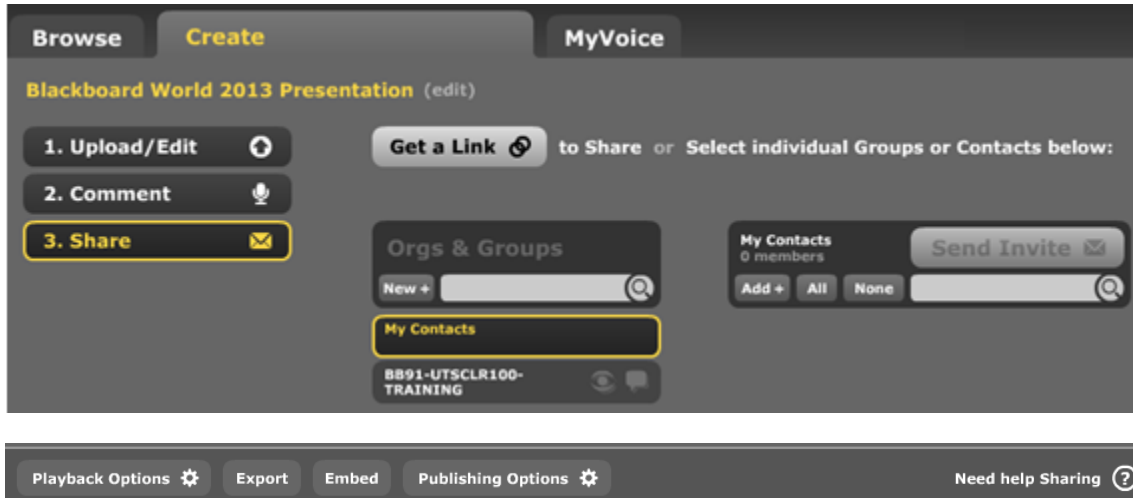 Browse Create MyVoice
Blackboard World 2013 Presentation (edit)
1. Upload/Edit
2. Comment
3. Share
Get a Link to Share or Select individual Groups or Contacts below:
Orgs & Groups
New +
My Contacts
BB91-UTSCLR100-
TRAINING
My Contacts
0 members
Send Invite
Add + All None
Playback Options Export Embed Publishing Options Need help Sharing ?